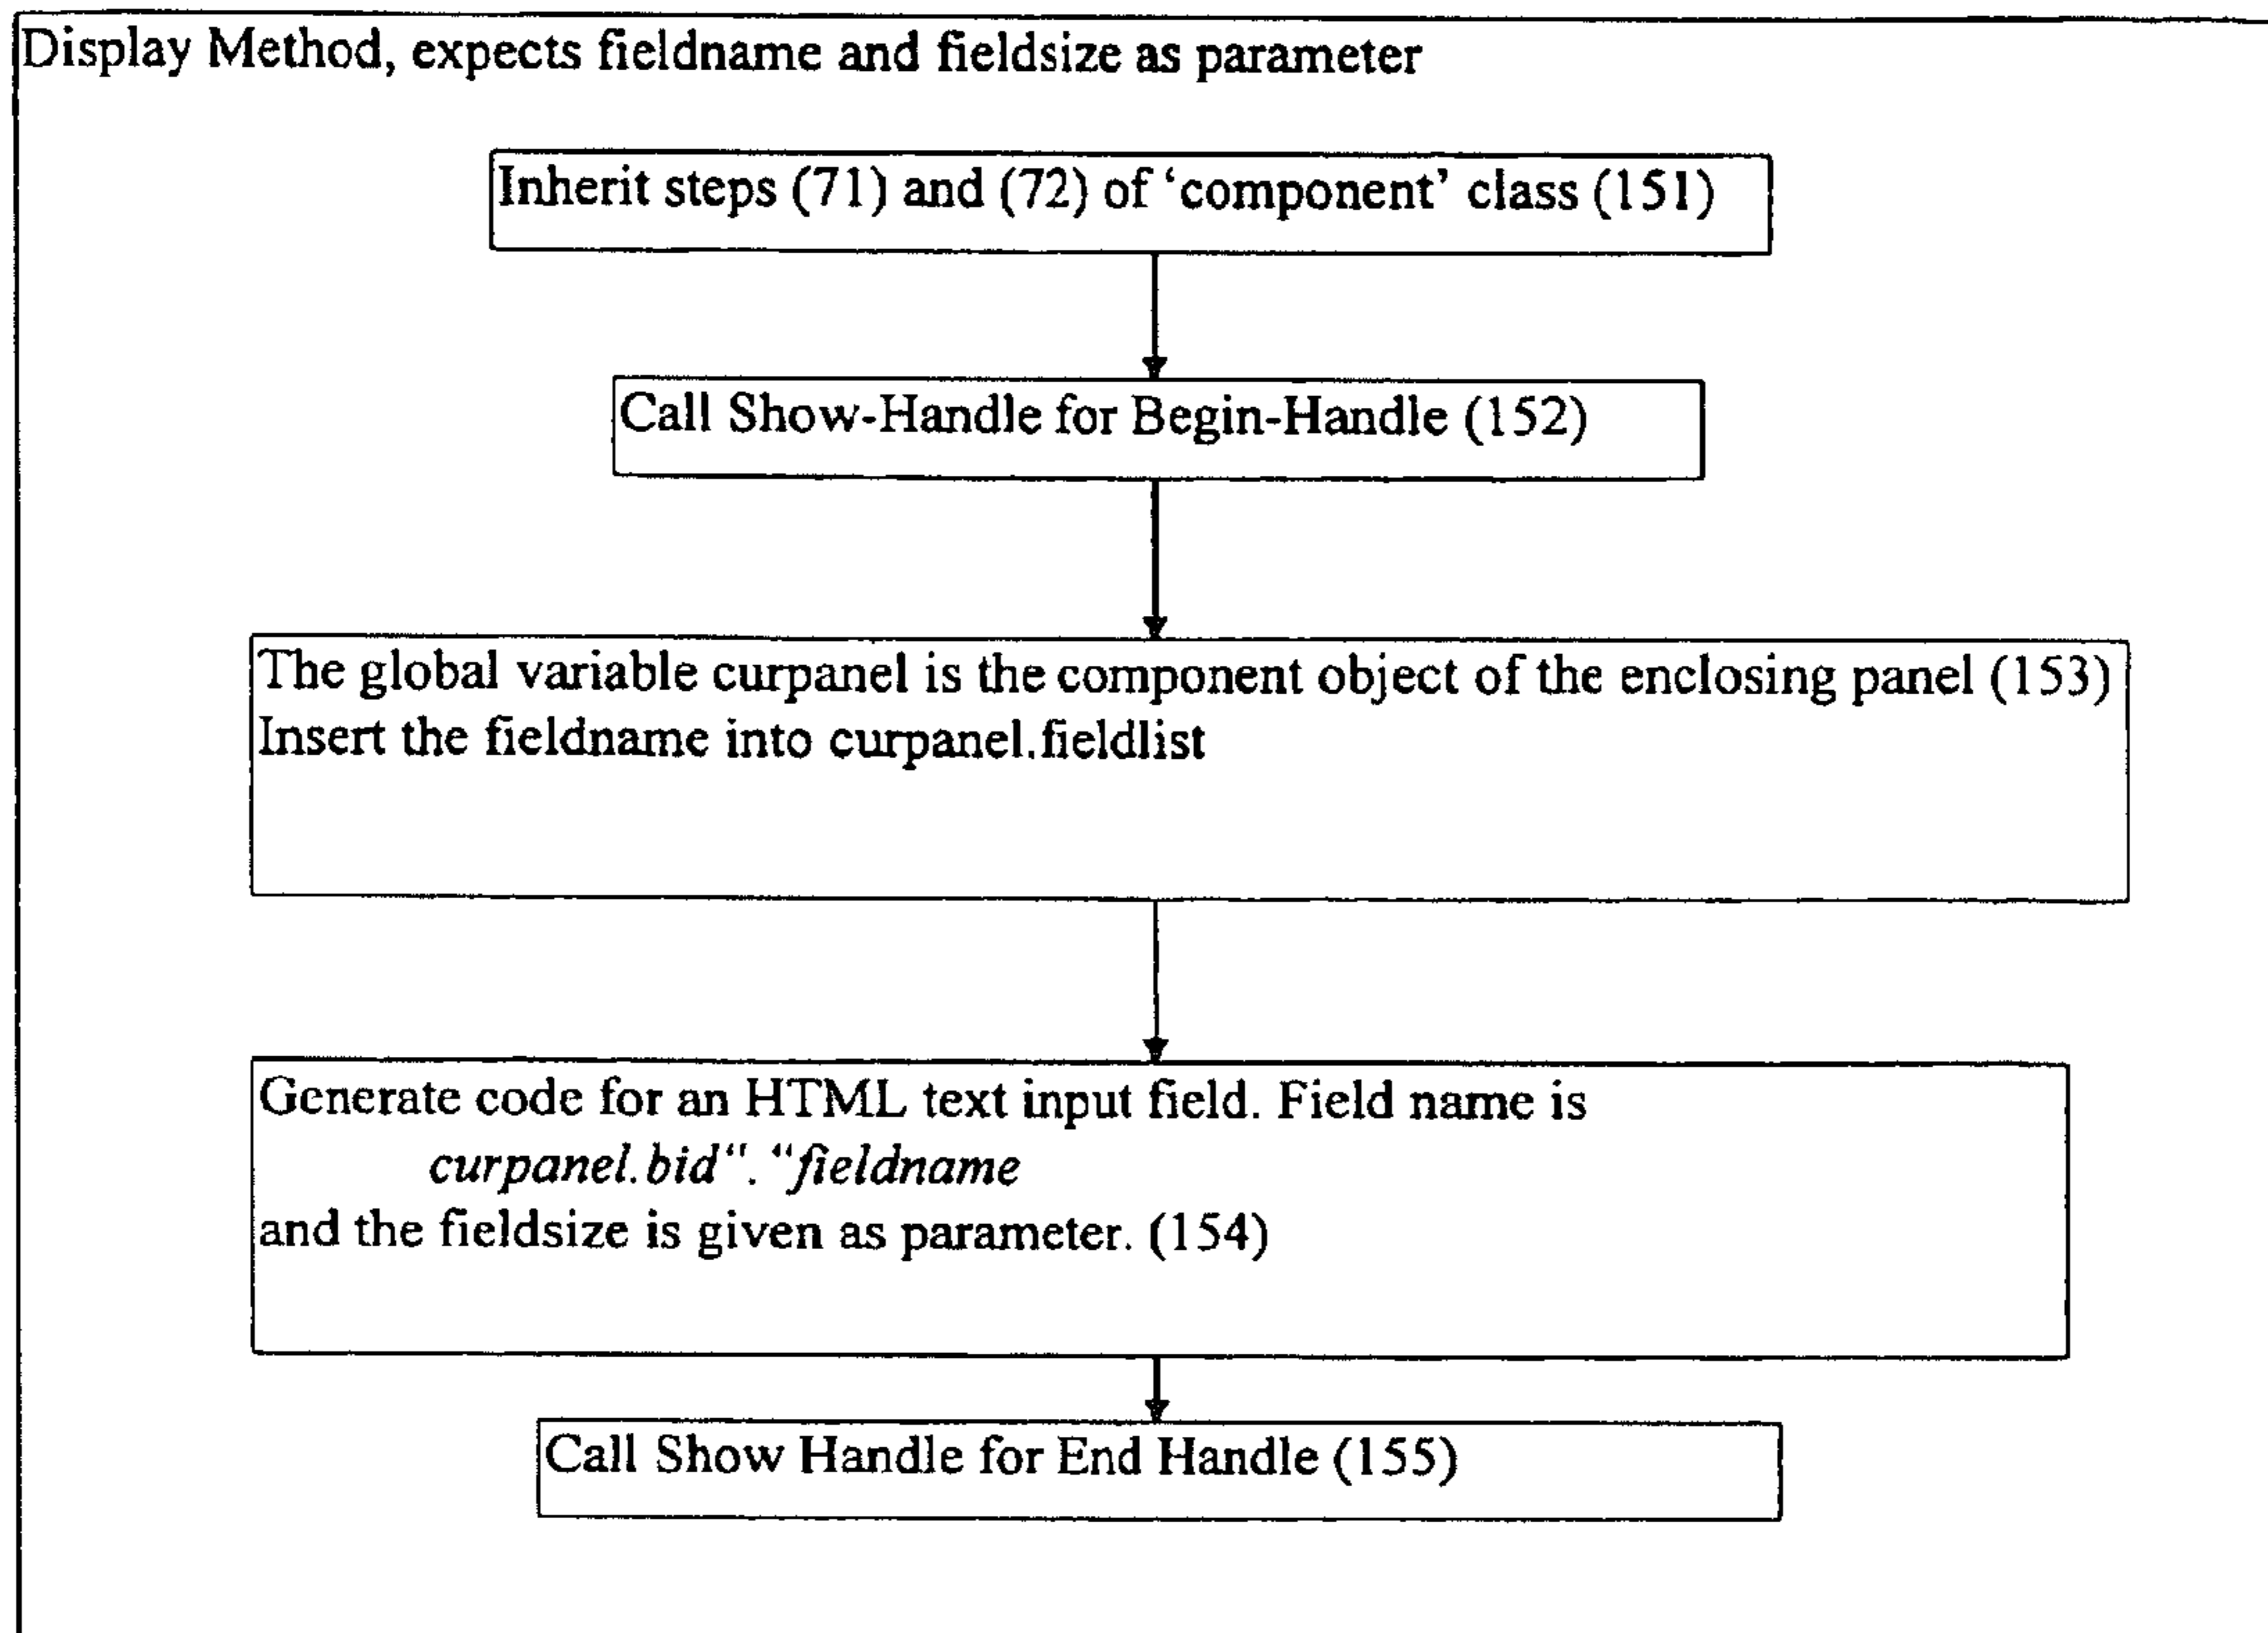 Display Method, expects fieldname and fieldsize as parameter
Inherit steps (71) and (72) of ‘component’ class (151)
Call Show-Handle for Begin-Handle (152)
The global variable curpanel is the component object of the enclosing panel (153)
Insert the fieldname into curpanel.fieldlist
Generate code for an HTML text input field. Field name is
curpanel.bid“. “fieldname
and the fieldsize is given as parameter. (154)
Call Show Handle for End Handle (155)